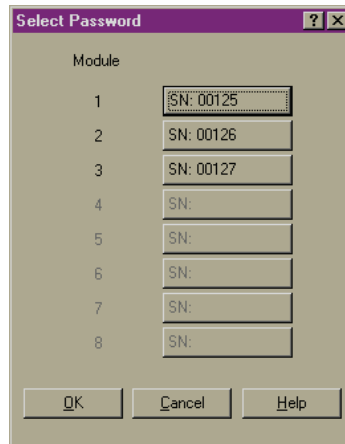 Select Password ? ×
Module
1 SN: 00125
2 SN: 00126
3 SN: 00127
4 SN:
5 SN:
6 SN:
7 SN:
8 SN:
OK Cancel Help